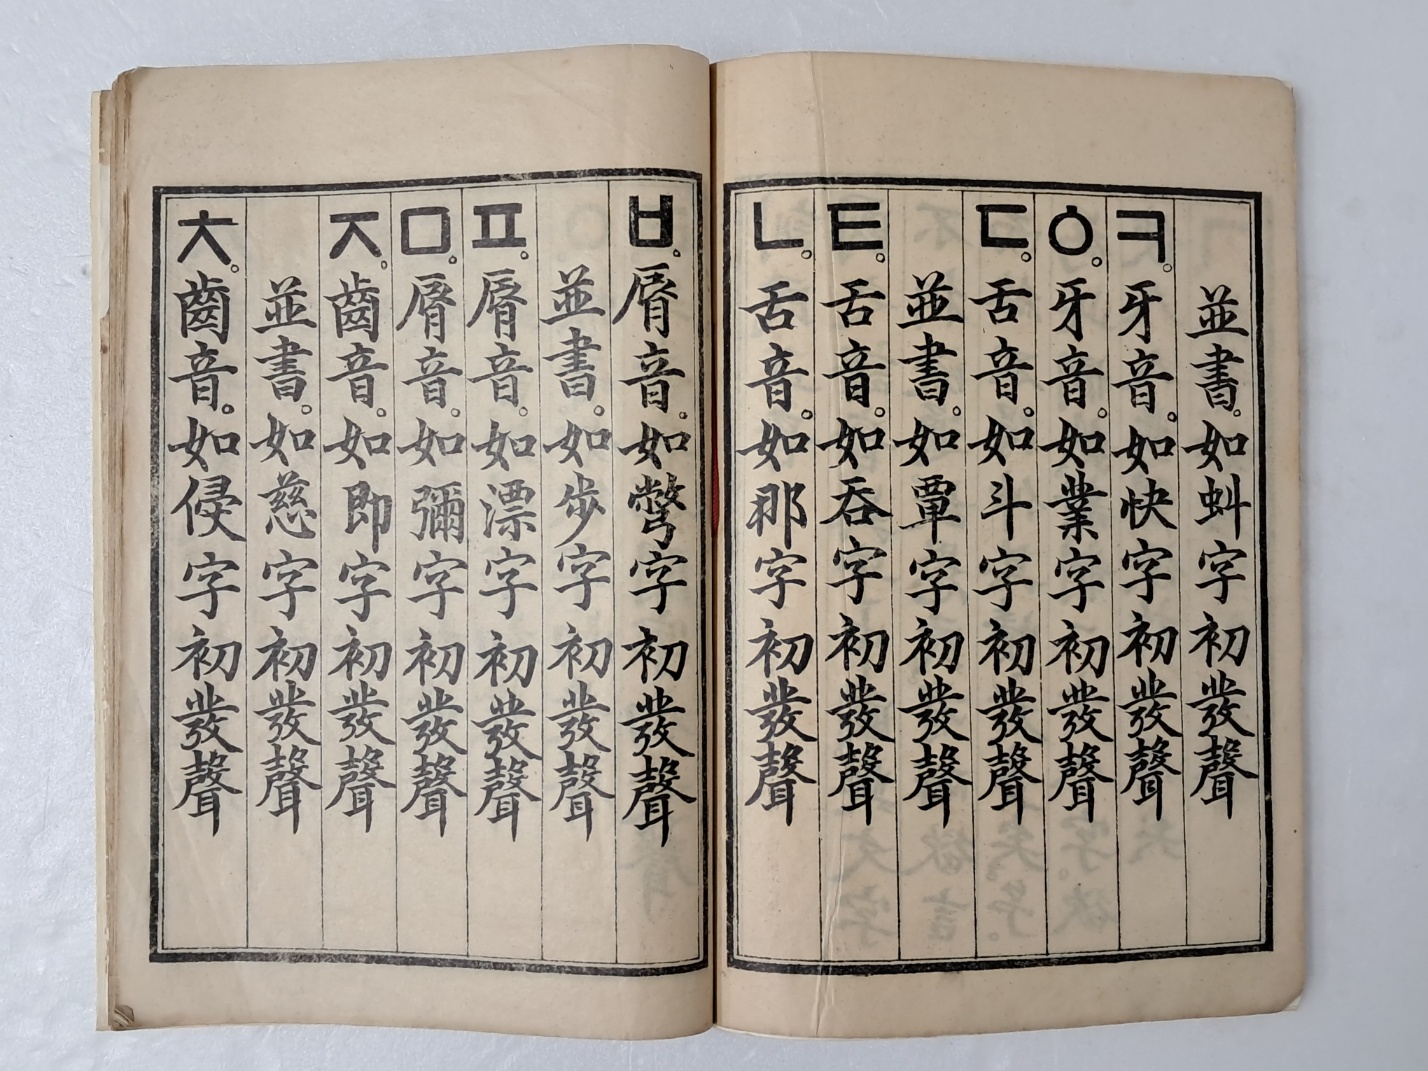 並書。如虯字初發聲
ㅋ。牙音。如快字初發聲
ㆁ。牙音。如業字初發聲
ㄷ。舌音。如斗字初發聲
並書。如覃字初發聲
ㅌ。舌音。如呑字初發聲
ㄴ。舌音。如那字初發聲
ㅂ。脣音。如彆字初發聲
並書。如步字初發聲
ㅍ。脣音。如漂字初發聲
ㅁ。脣音。如彌字初發聲
ㅈ。齒音。如即字初發聲
並書。如慈字初發聲
ㅊ。齒音。如侵字初發聲